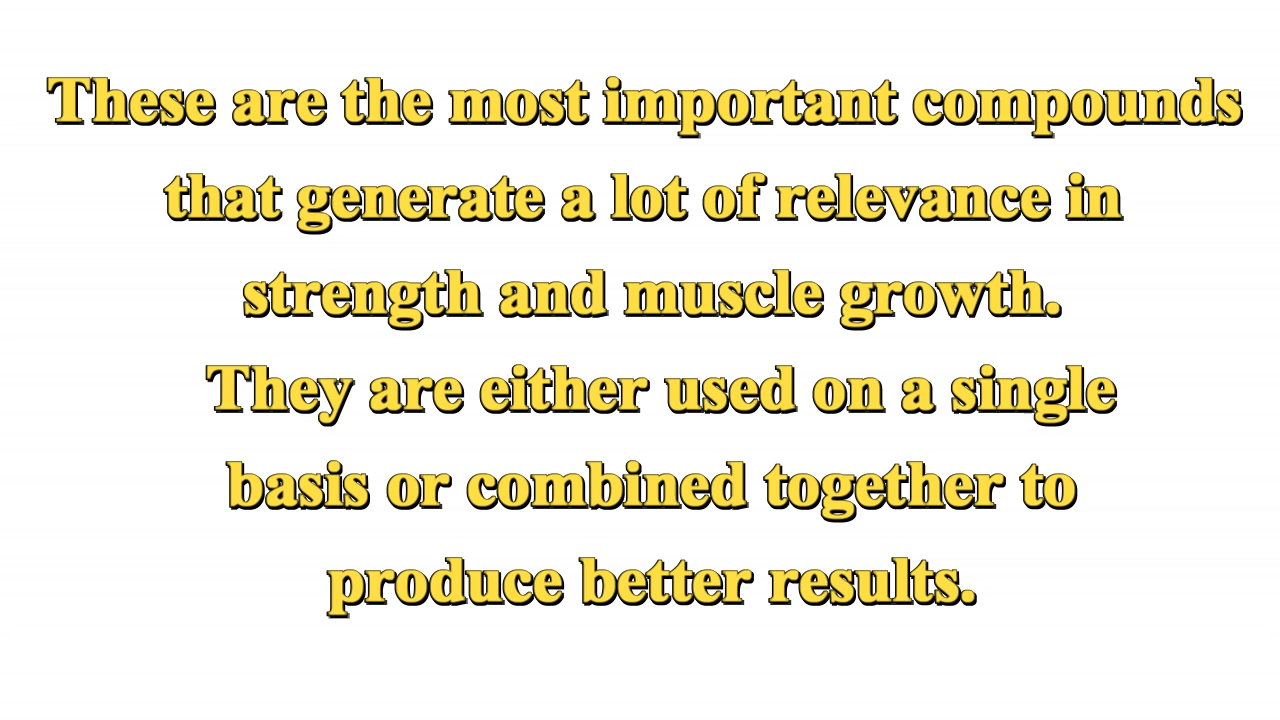 These are the most important compounds
that generate a lot of relevance in
strength and muscle growth.
They are either used on a single
basis or combined together to
produce better results.